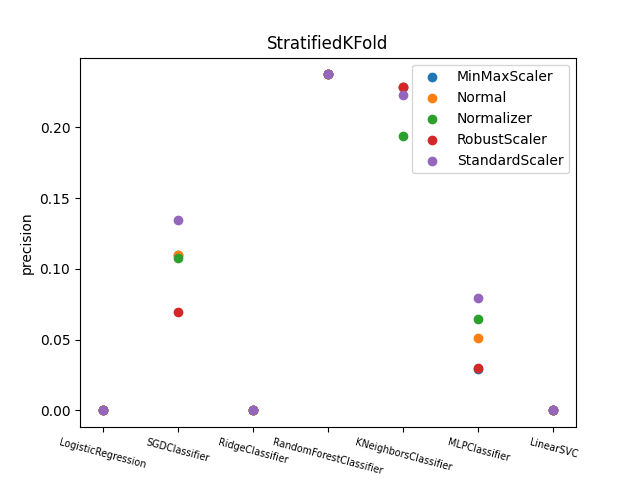 StratifiedKFold
MinMaxScaler
Normal
Normalizer
RobustScaler
StandardScaler
precision
0.20
0.15
0.10
0.05
0.00
LogisticRegression
SGDClassifier
RidgeClassifier
RandomForestClassifier
KNeighborsClassifier
MLPClassifier
LinearSVC